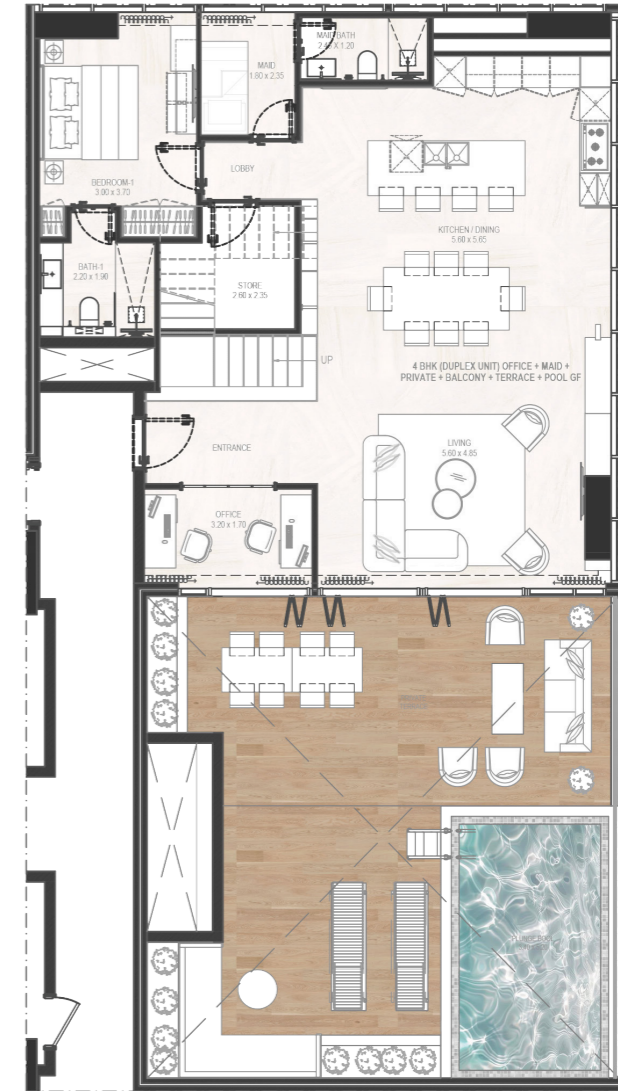 MAID BATH
2.45 X 1.20
MAID
1.80 x 2.35
LOBBY
BEDROOM-1
3.00 x 3.70
KITCHEN / DINING
5.60 x 5.65
BATH-1
2.20 x 1.90
STORE
2.60 x 2.35
UP
4 BHK (DUPLEX UNIT) OFFICE + MAID +
PRIVATE + BALCONY + TERRACE + POOL GF
ENTRANCE
LIVING
5.60 x 4.85
OFFICE
3.20 x 1.70
PLUNGE POOL